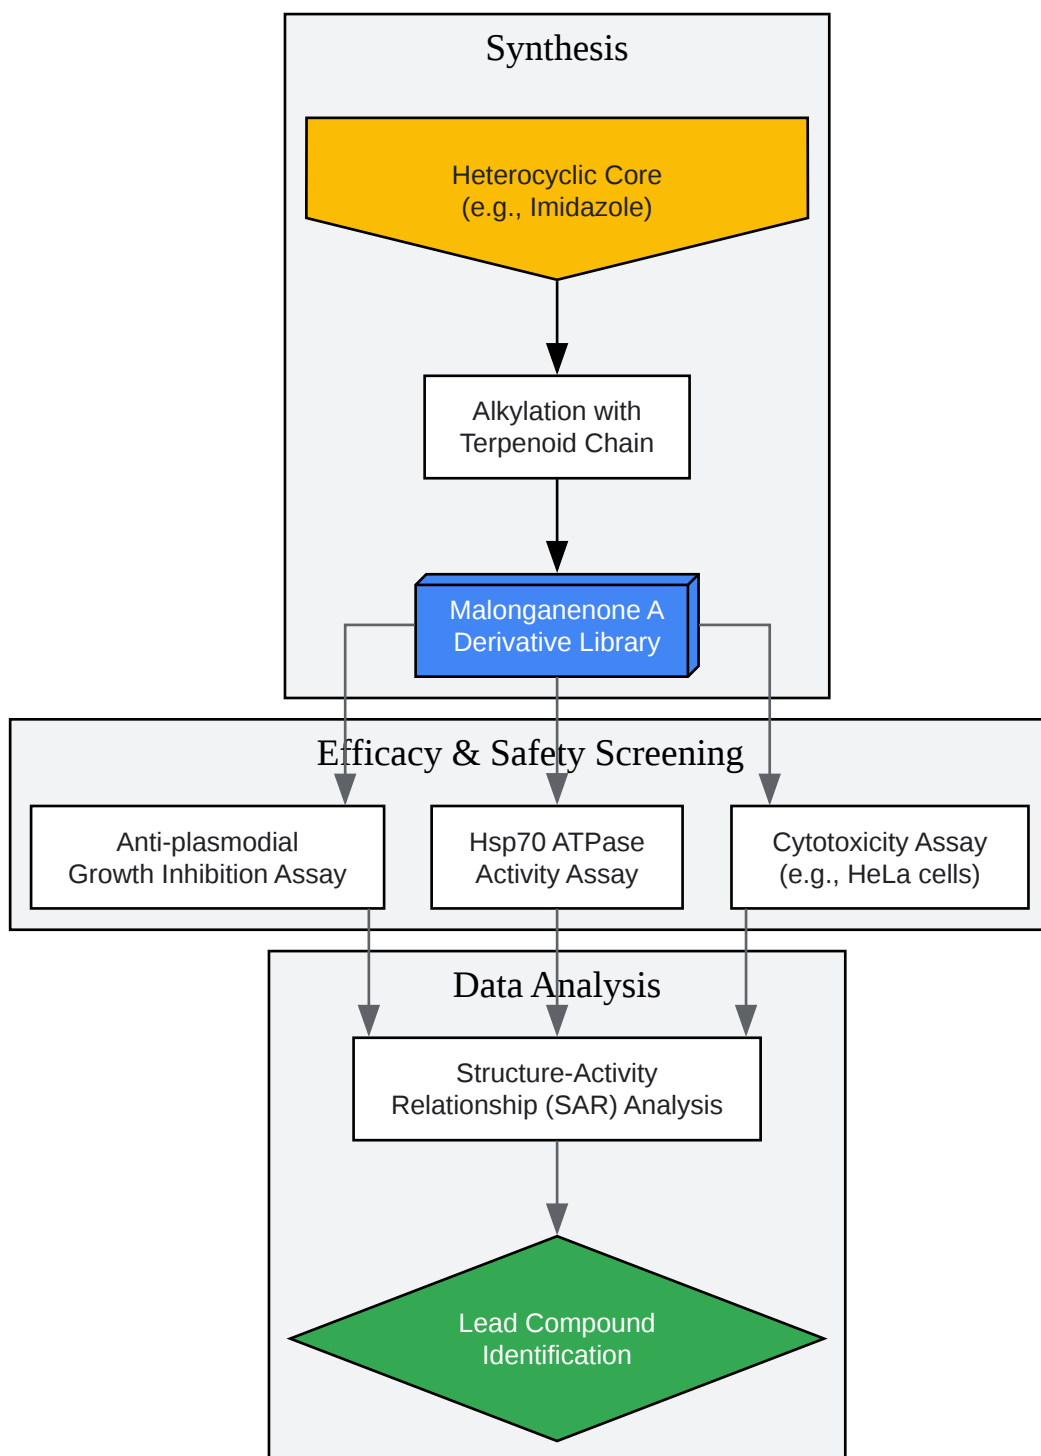 Synthesis
Heterocyclic Core
(e.g., Imidazole)
Alkylation with
Terpenoid Chain
Malonganenone A
Derivative Library
Efficacy & Safety Screening
Anti-plasmodial
Growth Inhibition Assay
Hsp70 ATPase
Activity Assay
Cytotoxicity Assay
(e.g., HeLa cells)
Data Analysis
Structure-Activity
Relationship (SAR) Analysis
Lead Compound
Identification